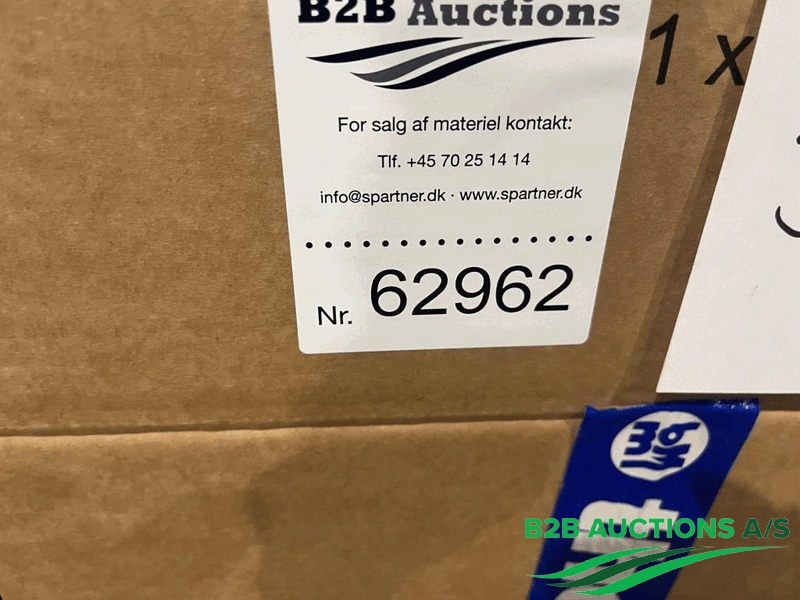 B2B Auctions
1 x
For salg af materiel kontakt:
Tlf. +45 70 25 14 14
info@spartner.dk · www.spartner.dk
Nr. 62962
B2B AUCTIONS A/S